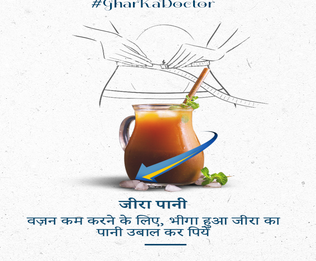 #GharKaDoctor
जीरा पानी
वज़न कम करने के लिए, भीगा हुआ जीरा का
पानी उबाल कर पियें